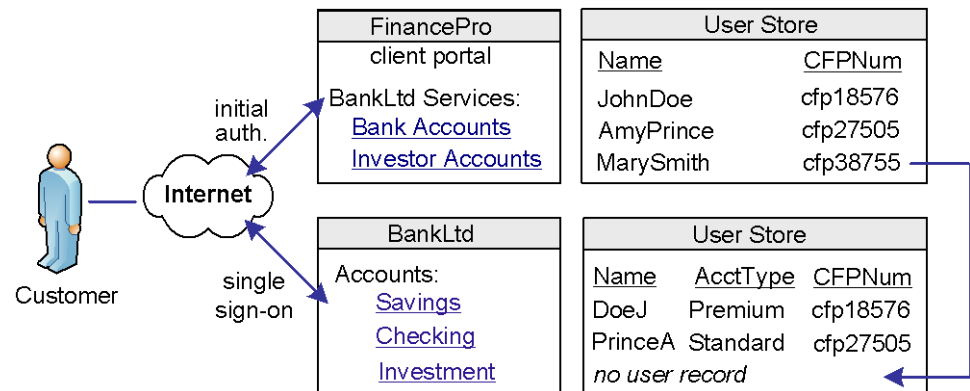 FinancePro
client portal
BankLtd Services:
Bank Accounts
Investor Accounts
User Store
Name CFPNum
JohnDoe cfp18576
AmyPrince cfp27505
MarySmith cfp38755
initial
auth.
Internet
Customer
single
sign-on
BankLtd
Accounts:
Savings
Checking
Investment
User Store
Name AcctType CFPNum
DoeJ Premium cfp18576
PrinceA Standard cfp27505
no user record